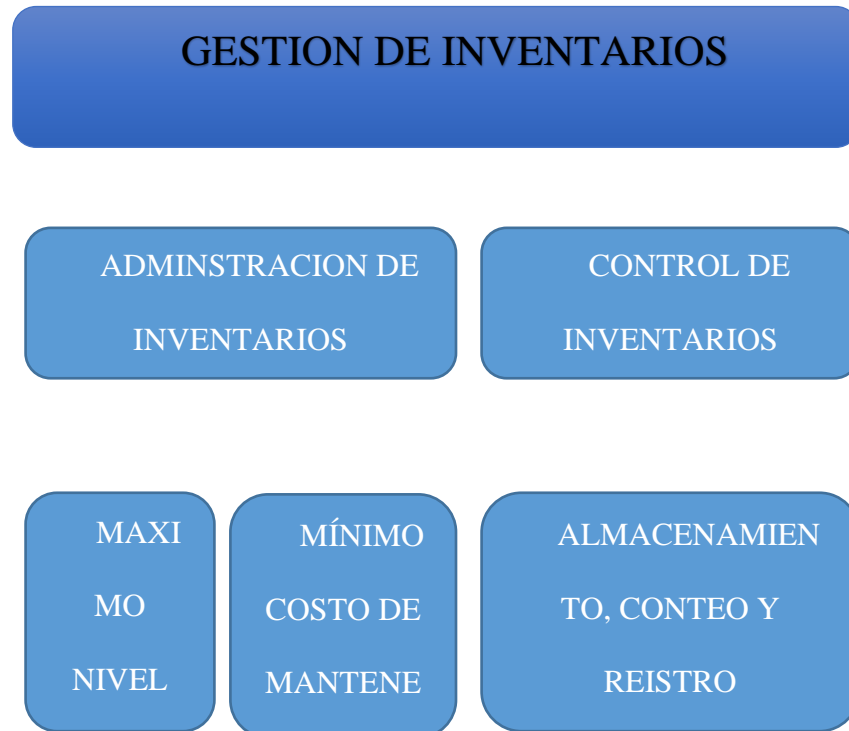 GESTION DE INVENTARIOS
ADMINSTRACION DE
INVENTARIOS
CONTROL DE
INVENTARIOS
MAXI
MO
NIVEL
MÍNIMO
COSTO DE
MANTENE
ALMACENAMIEN
TO, CONTEO Y
REISTRO